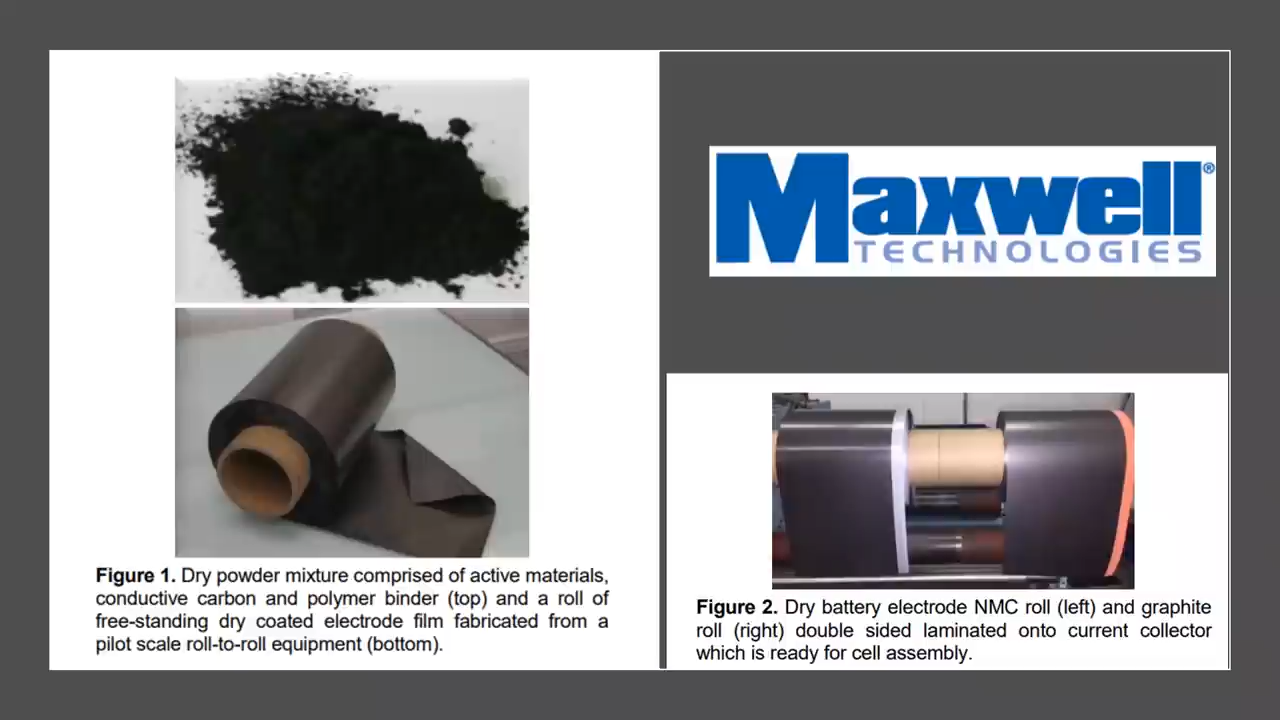 Figure 1. Dry powder mixture comprised of active materials,
conductive carbon and polymer binder (top) and a roll of
free-standing dry coated electrode film fabricated from a
pilot scale roll-to-roll equipment (bottom).
Maxwell®
TECHNOLOGIES
Figure 2. Dry battery electrode NMC roll (left) and graphite
roll (right) double sided laminated onto current collector
which is ready for cell assembly.